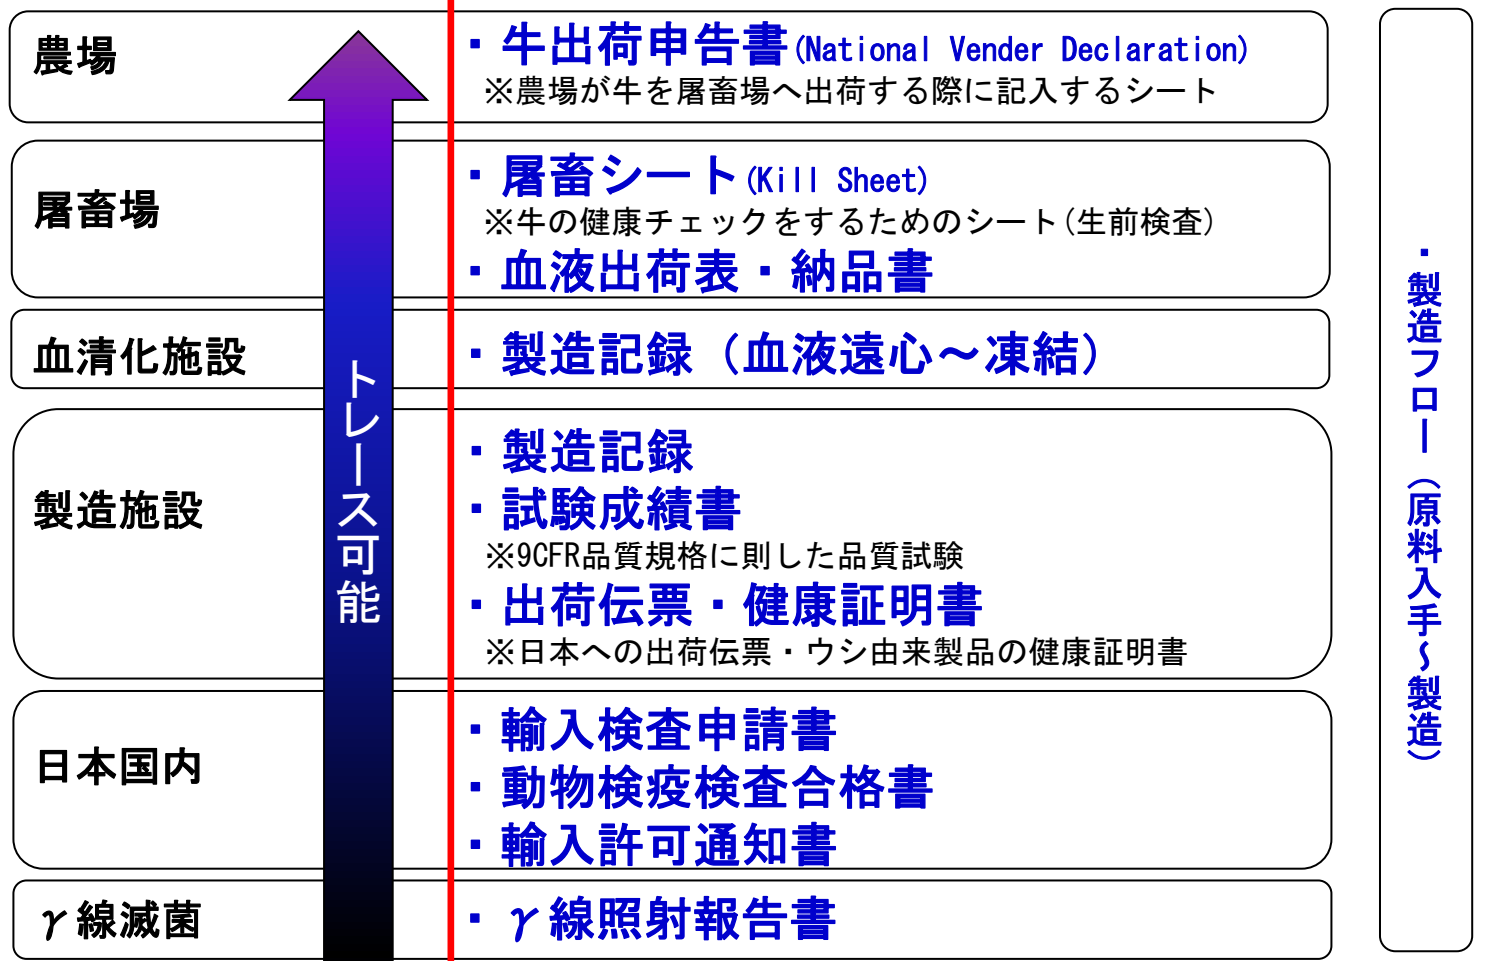 農場
・牛出荷申告書(National Vender Declaration)
※農場が牛を屠畜場へ出荷する際に記入するシート
屠畜場
・屠畜シート(Kill Sheet)
※牛の健康チェックをするためのシート(生前検査)
・血液出荷表・納品書
血清化施設
・製造記録（血液遠心～凍結）
製造施設
・製造記録
・試験成績書
※9CFR品質規格に則した品質試験
・出荷伝票・健康証明書
※日本への出荷伝票・ウシ由来製品の健康証明書
日本国内
・輸入検査申請書
・動物検疫検査合格書
・輸入許可通知書
γ線滅菌
・γ線照射報告書
トレース可能
・製造フロー（原料入手～製造）